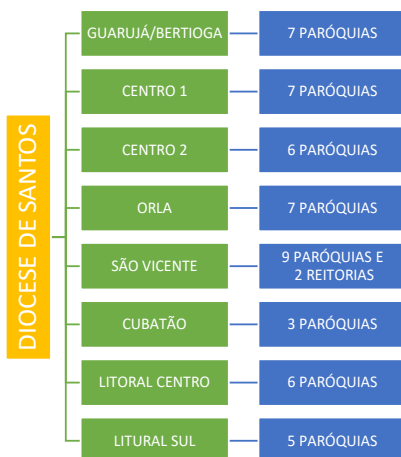 DIOCESE DE SANTOS
GUARUJÁ/BERTIOGA
7 PARÓQUIAS
CENTRO 1
7 PARÓQUIAS
CENTRO 2
6 PARÓQUIAS
ORLA
7 PARÓQUIAS
SÃO VICENTE
9 PARÓQUIAS E
2 REITORIAS
CUBATÃO
3 PARÓQUIAS
LITORAL CENTRO
6 PARÓQUIAS
LITURAL SUL
5 PARÓQUIAS